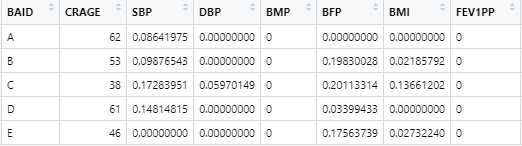 BAID CRAGE SBP DBP BMP BFP BMI FEV1PP
A 62 0.08641975 0.00000000 0 0.00000000 0.00000000 0
B 53 0.09876543 0.00000000 0 0.19830028 0.02185792 0
C 38 0.17283951 0.05970149 0 0.20113314 0.13661202 0
D 61 0.14814815 0.00000000 0 0.03399433 0.00000000 0
E 46 0.00000000 0.00000000 0 0.17563739 0.02732240 0